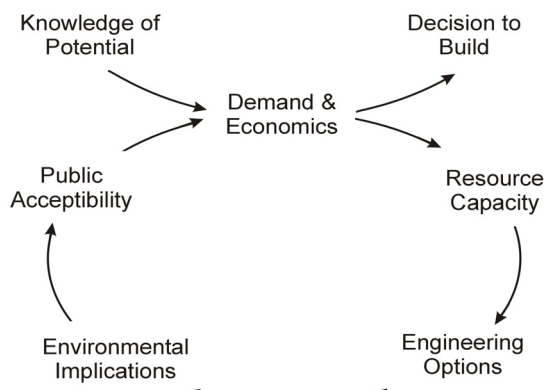 Knowledge of
Potential
Decision to
Build
Demand &
Economics
Public
Acceptibility
Resource
Capacity
Environmental
Implications
Engineering
Options